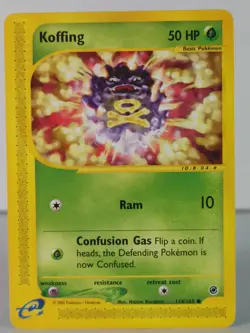 Koffing 50 HP
Basic Pokémon
Ram 10
Confusion Gas Flip a coin. If
heads, the Defending Pokémon is
now Confused.
weakness resistance retreat cost
e